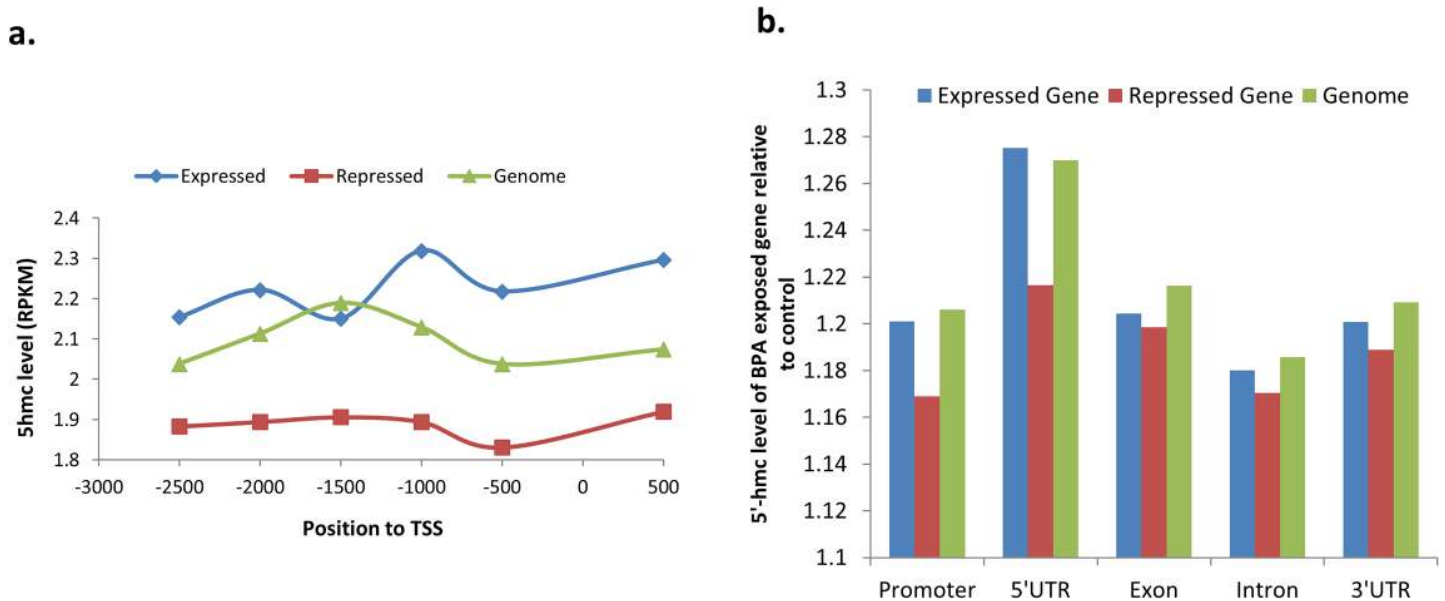 a.
Expressed Repressed Genome
5hmc level (RPKM)
2.4
2.3
2.2
2.1
2
1.9
1.8
-3000 -2500 -2000 -1500 -1000 -500 0 500
Position to TSS
b.
Expressed Gene Repressed Gene Genome
5'-hmc level of BPA exposed gene relative
to control
1.3
1.28
1.26
1.24
1.22
1.2
1.18
1.16
1.14
1.12
1.1
Promoter 5'UTR Exon Intron 3'UTR